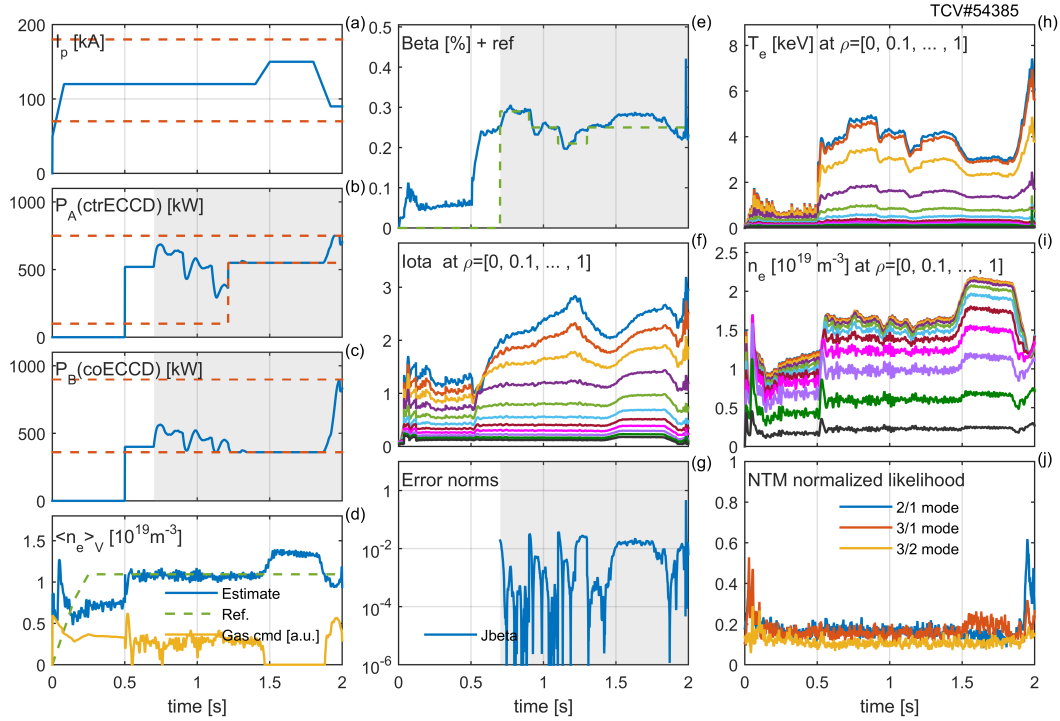 TCV#54385
(a)
I_p [kA]
200
100
0
(b)
P_A(ctrECCD) [kW]
1000
500
0
(c)
P_B(coECCD) [kW]
1000
500
0
(d)
<n_e>_V [10^19 m^-3]
1.5
1
0.5
0
Estimate
Ref.
Gas cmd [a.u.]
0 0.5 1 1.5 2
time [s]
(e)
Beta [%] + ref
0.5
0.4
0.3
0.2
0.1
0
(f)
Iota at ρ=[0, 0.1, ... , 1]
3
2
1
0
(g)
Error norms
1
10^-2
10^-4
10^-6
Jbeta
0 0.5 1 1.5 2
time [s]
(h)
T_e [keV] at ρ=[0, 0.1, ... , 1]
8
6
4
2
0
(i)
n_e [10^19 m^-3] at ρ=[0, 0.1, ... , 1]
2.5
2
1.5
1
0.5
0
(j)
NTM normalized likelihood
1
0.8
0.6
0.4
0.2
0
2/1 mode
3/1 mode
3/2 mode
0 0.5 1 1.5 2
time [s]